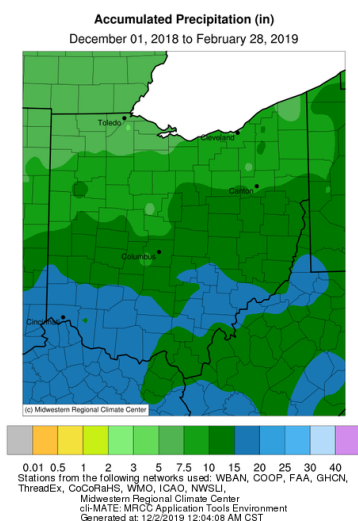 Accumulated Precipitation (in)
December 01, 2018 to February 28, 2019
Toledo
Cleveland
Canton
Columbus
Cincinnati
(c) Midwestern Regional Climate Center
0.01 0.5 1 2 3 5 7.5 10 15 20 25 30 40
Stations from the following networks used: WBAN, COOP, FAA, GHCN,
ThreadEx, CoCoRaHS, WMO, ICAO, NWSLI,
Midwestern Regional Climate Center
cli-MATE: MRCC Application Tools Environment
Generated at: 12/2/2019 12:04:08 AM CST